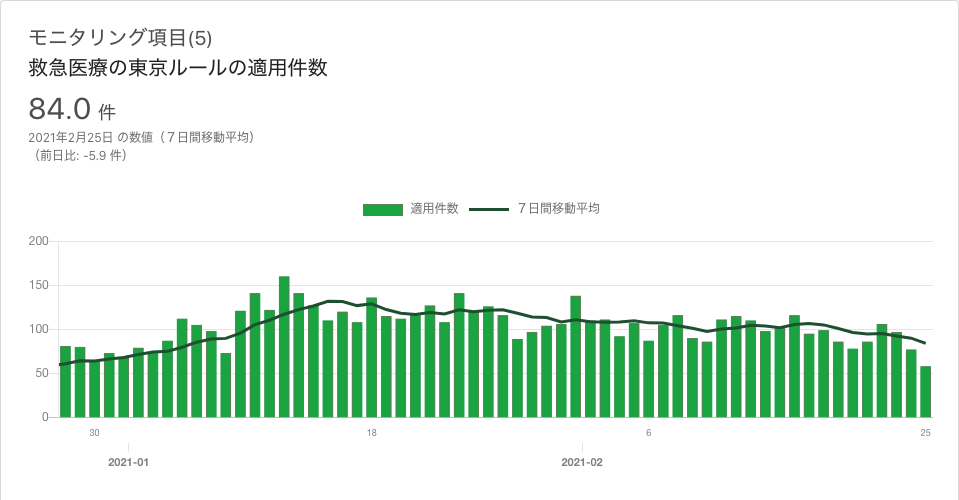 モニタリング項目(5)
救急医療の東京ルールの適用件数
84.0 件
2021年2月25日 の数値（７日間移動平均）
（前日比: -5.9 件）
適用件数 ７日間移動平均
200
150
100
50
0
30 18 6 25
2021-01 2021-02